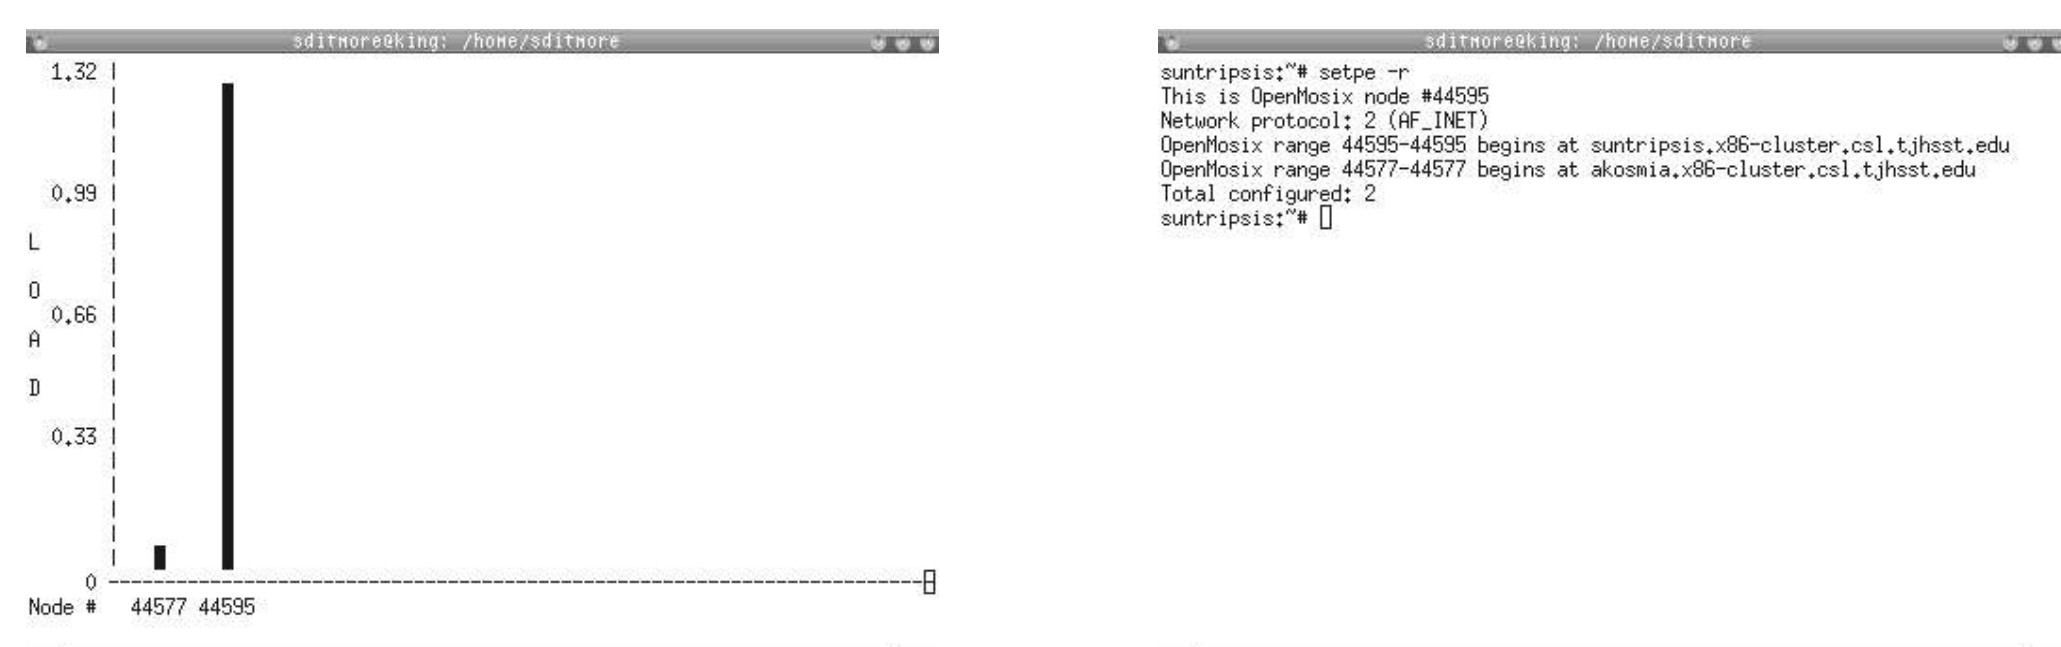 sditmore@king: /home/sditmore
1.32
0.99
L
O
0.66
A
D
0.33
0
Node # 44577 44595
sditmore@king: /home/sditmore
suntripsis:~# setpe -r
This is OpenMosix node #44595
Network protocol: 2 (AF_INET)
OpenMosix range 44595-44595 begins at suntripsis.x86-cluster.csl.tjhsst.edu
OpenMosix range 44577-44577 begins at akosmia.x86-cluster.csl.tjhsst.edu
Total configured: 2
suntripsis:~#